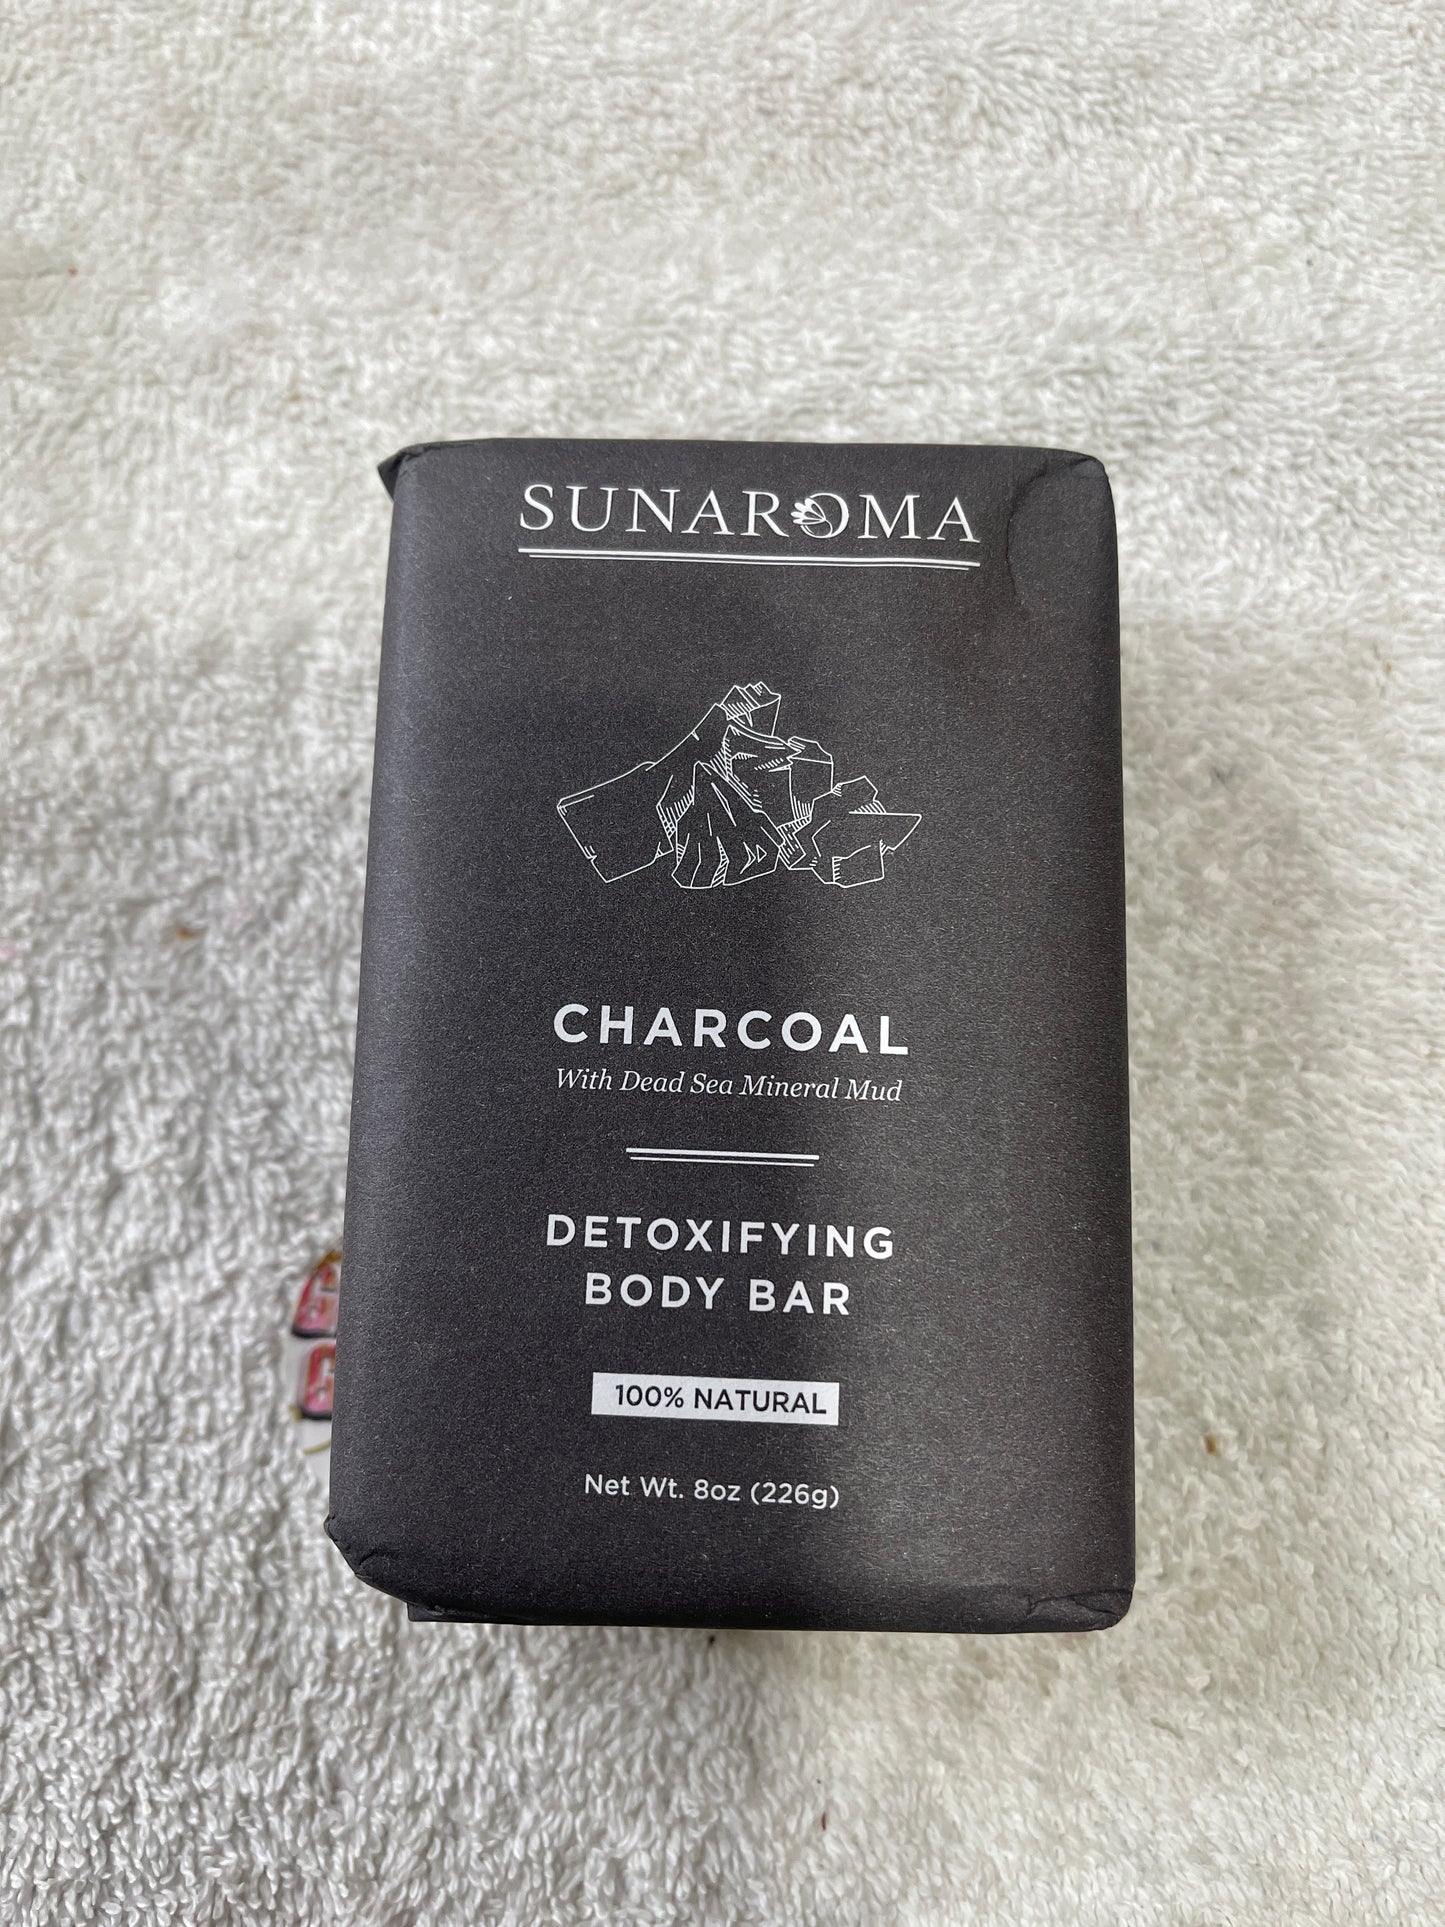 SUNAROMA
CHARCOAL
With Dead Sea Mineral Mud
DETOXIFYING
BODY BAR
100% NATURAL
Net Wt. 8oz (226g)